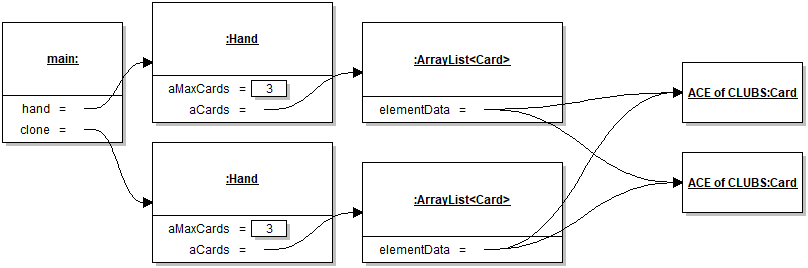 main:
hand =
clone =
:Hand
aMaxCards = 3
aCards =
:ArrayList<Card>
elementData =
ACE of CLUBS:Card
:Hand
aMaxCards = 3
aCards =
:ArrayList<Card>
elementData =
ACE of CLUBS:Card